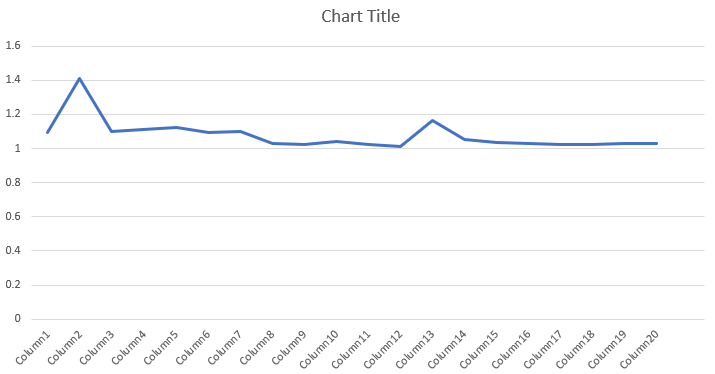 Chart Title
1.6
1.4
1.2
1
0.8
0.6
0.4
0.2
0
Column1
Column2
Column3
Column4
Column5
Column6
Column7
Column8
Column9
Column10
Column11
Column12
Column13
Column14
Column15
Column16
Column17
Column18
Column19
Column20